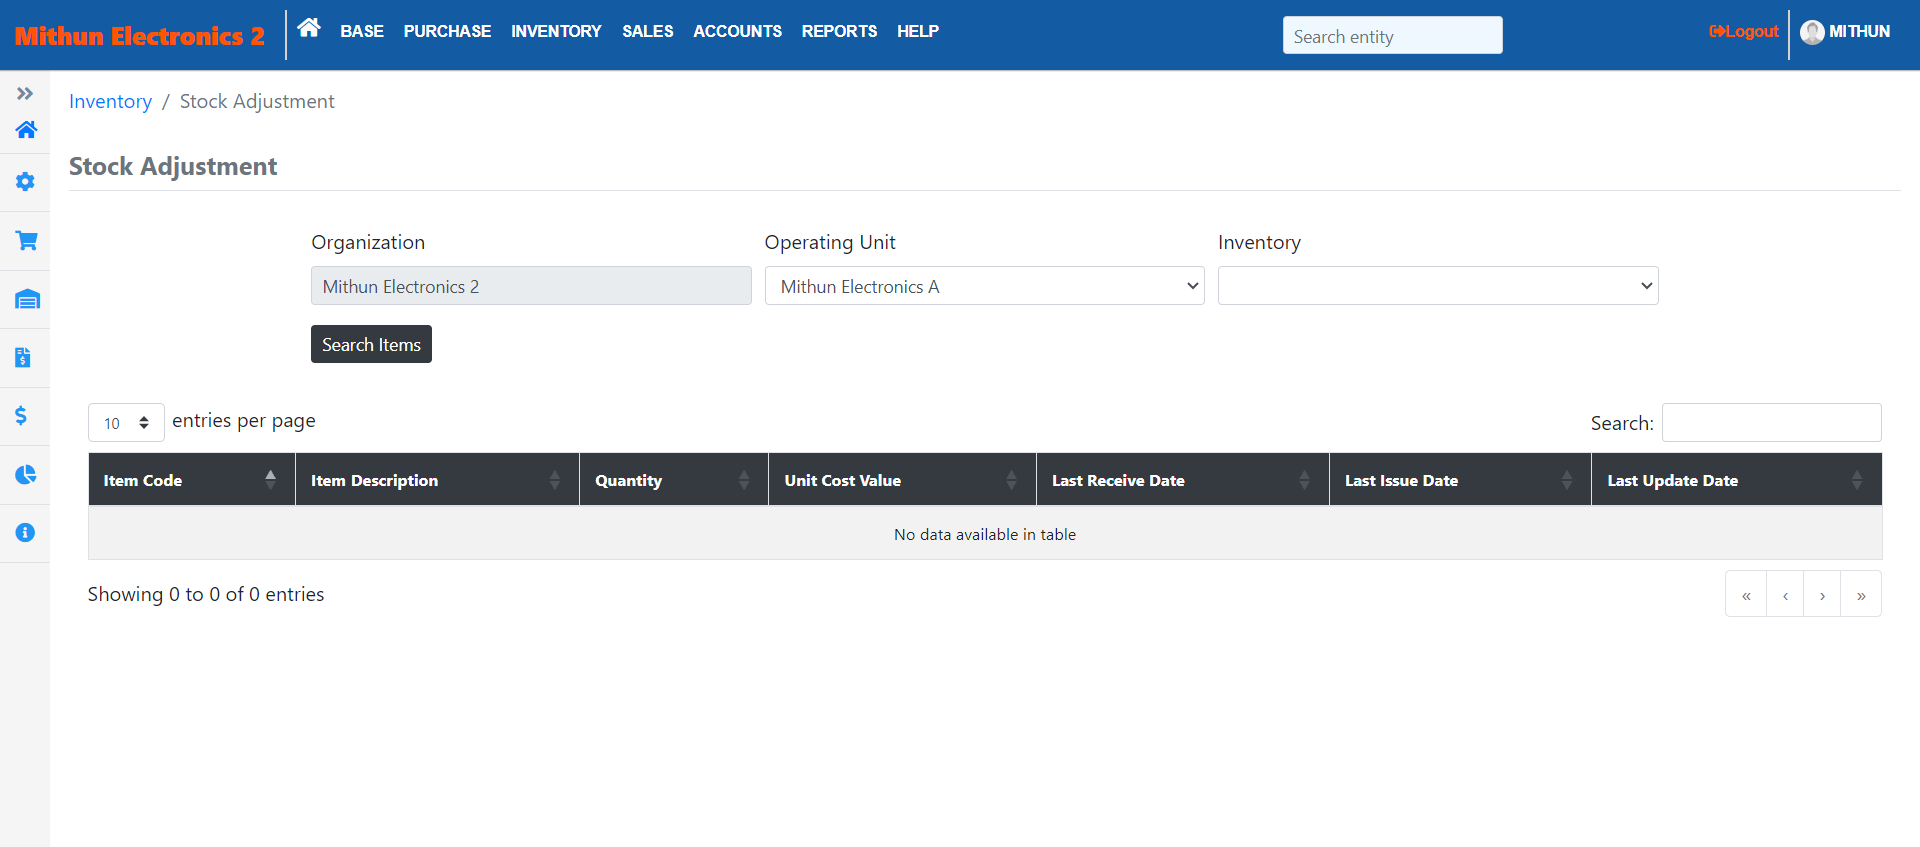 Mithun Electronics 2
BASE PURCHASE INVENTORY SALES ACCOUNTS REPORTS HELP
Search entity
Logout
MITHUN
Inventory / Stock Adjustment
Stock Adjustment
Organization Operating Unit Inventory
Mithun Electronics 2 Mithun Electronics A
Search Items
10 entries per page
Search:
Item Code Item Description Quantity Unit Cost Value Last Receive Date Last Issue Date Last Update Date
No data available in table
Showing 0 to 0 of 0 entries
« ‹ › »